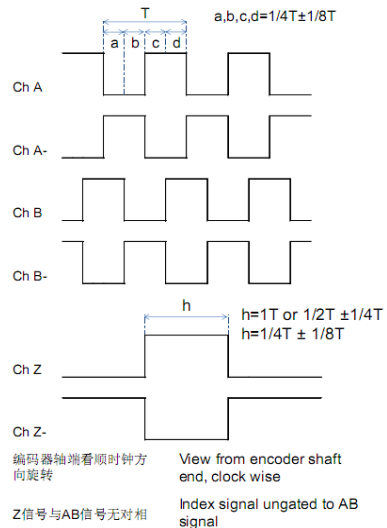 T
a,b,c,d=1/4T±1/8T
a b c d
Ch A
Ch A-
Ch B
Ch B-
h
h=1T or 1/2T ±1/4T
h=1/4T ± 1/8T
Ch Z
Ch Z-
编码器轴端看顺时钟方
向旋转
View from encoder shaft
end, clock wise
Z信号与AB信号无对相
Index signal ungated to AB
signal